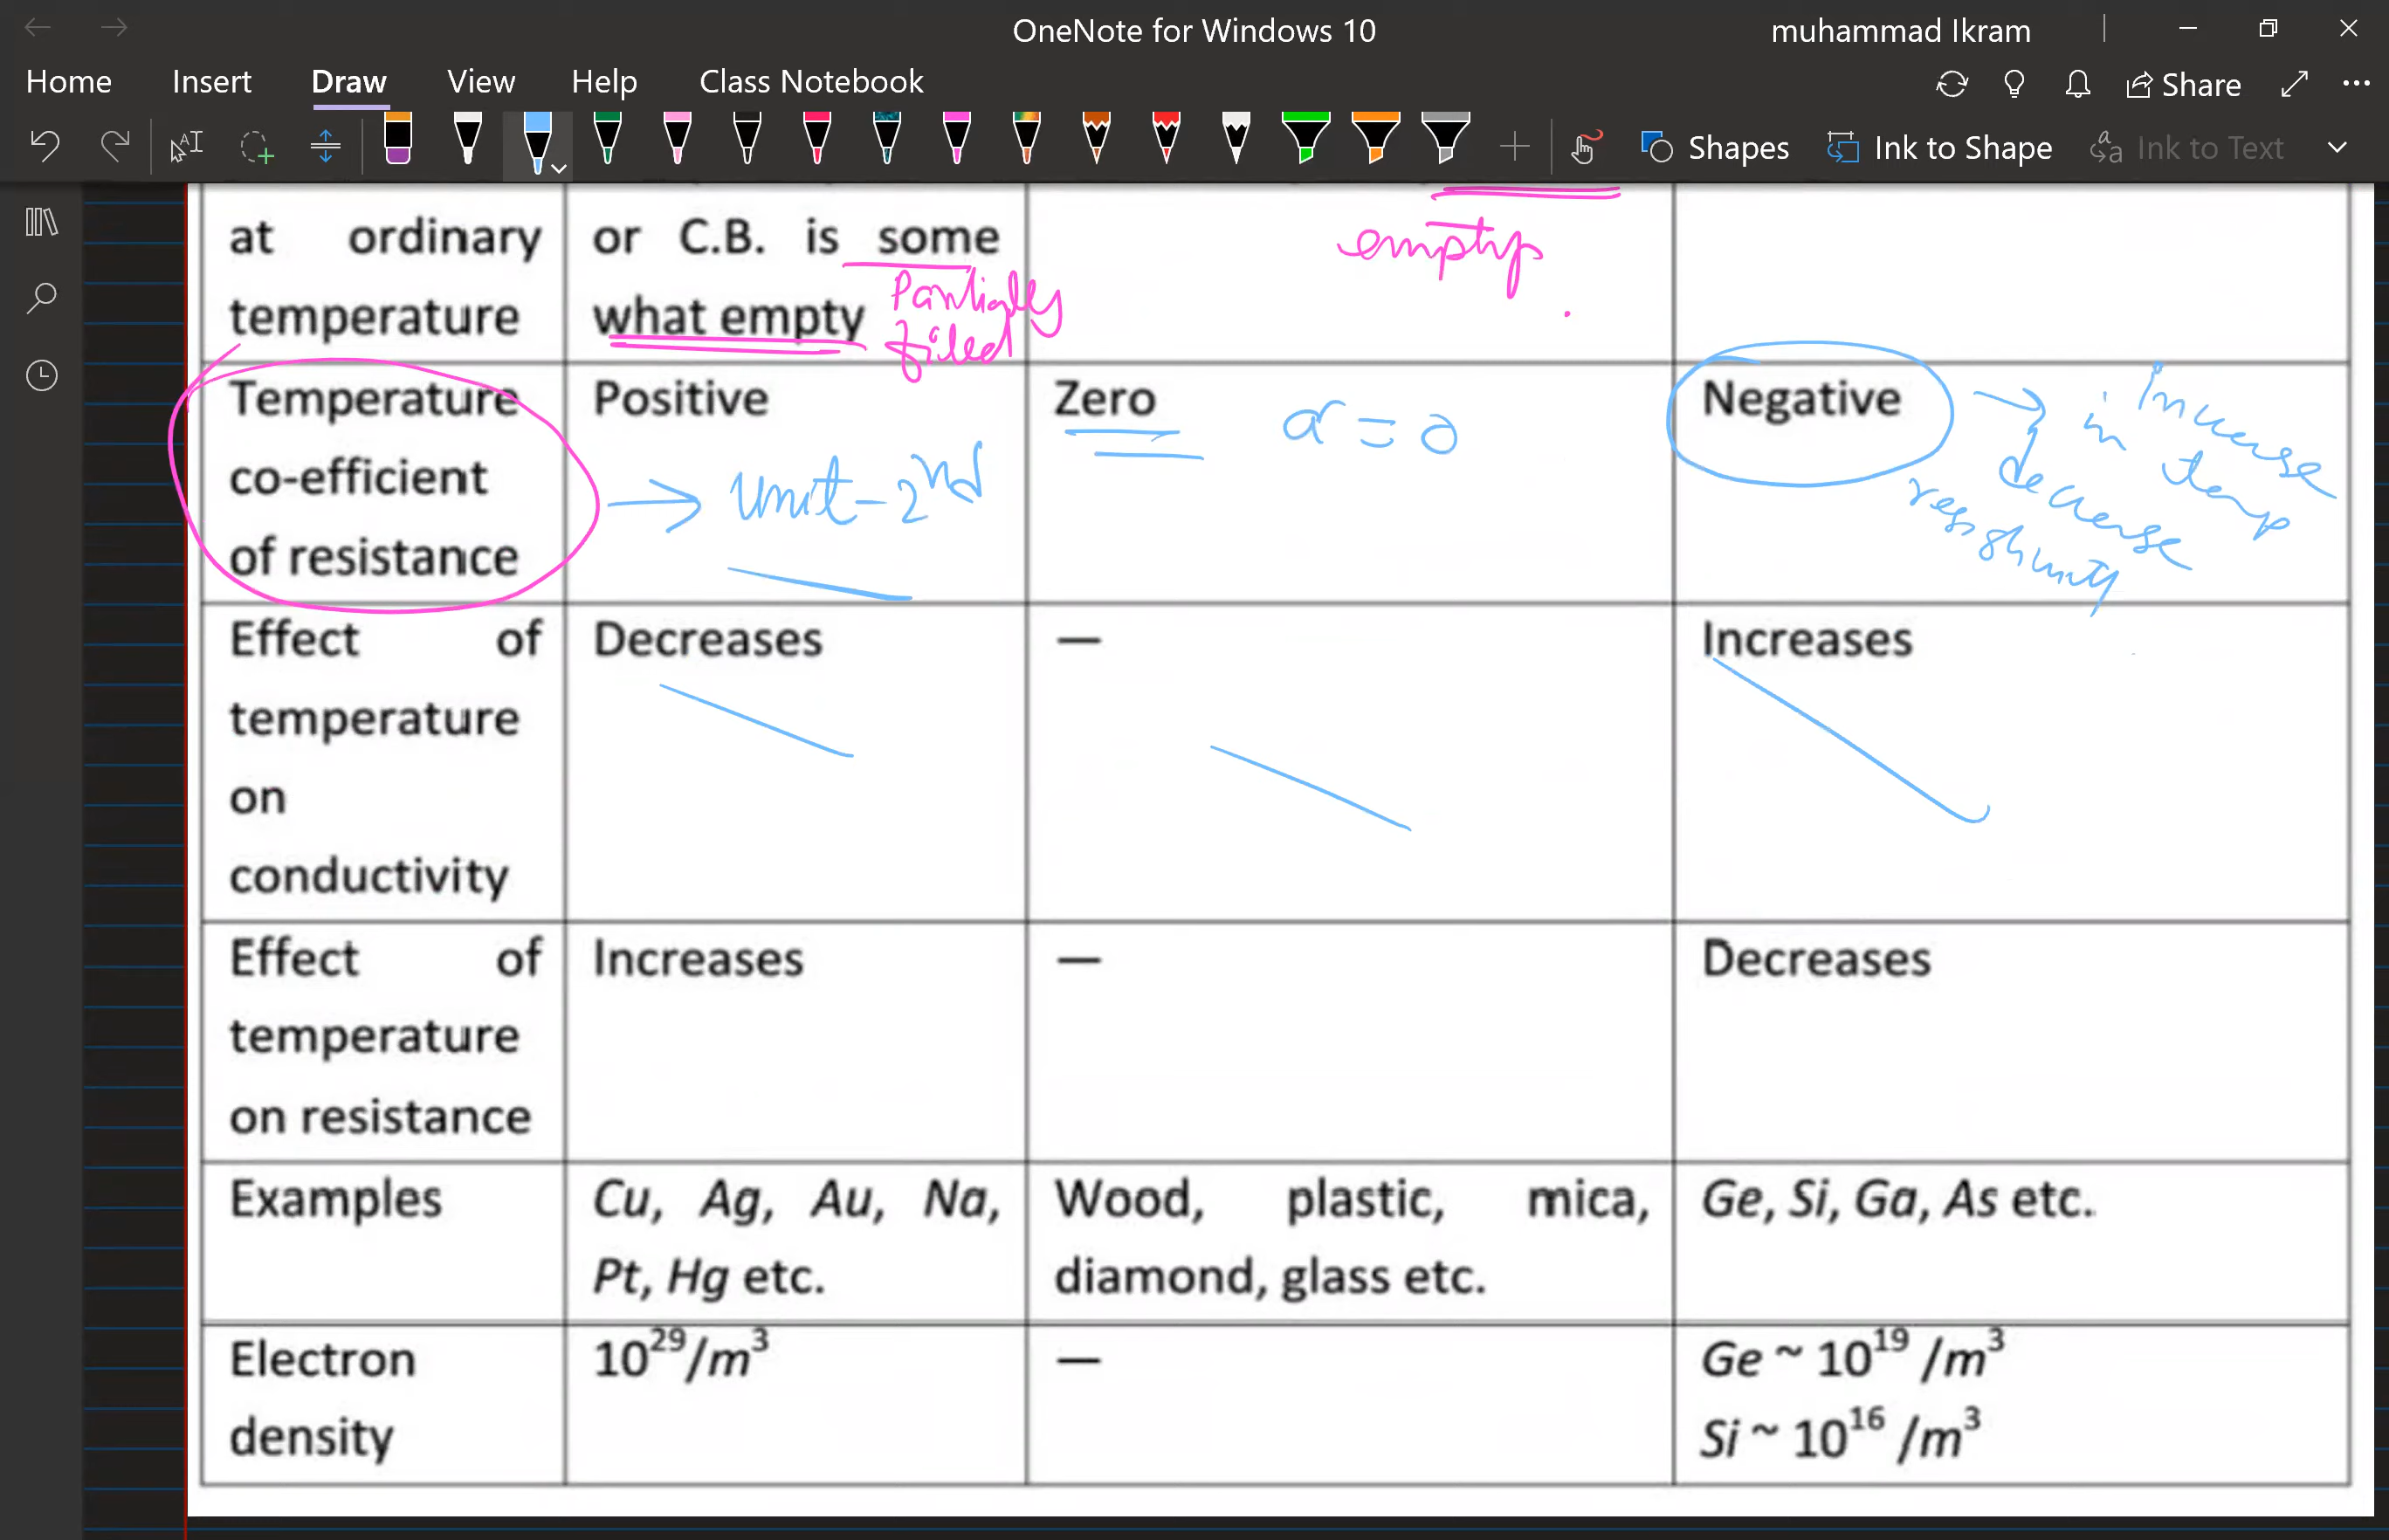 OneNote for Windows 10
muhammad Ikram
Home Insert Draw View Help Class Notebook
Share
Shapes Ink to Shape Ink to Text
at ordinary temperature
or C.B. is some what empty
Partially filled
empty
Temperature co-efficient of resistance
Positive
→ Unit-2nd
Zero
α = 0
Negative
→ Increase
in temp
decrease
Effect of temperature on conductivity
Decreases
—
Increases
Effect of temperature on resistance
Increases
—
Decreases
Examples
Cu, Ag, Au, Na, Pt, Hg etc.
Wood, plastic, mica, diamond, glass etc.
Ge, Si, Ga, As etc.
Electron density
10²⁹/m³
—
Ge ~ 10¹⁹ /m³
Si ~ 10¹⁶ /m³